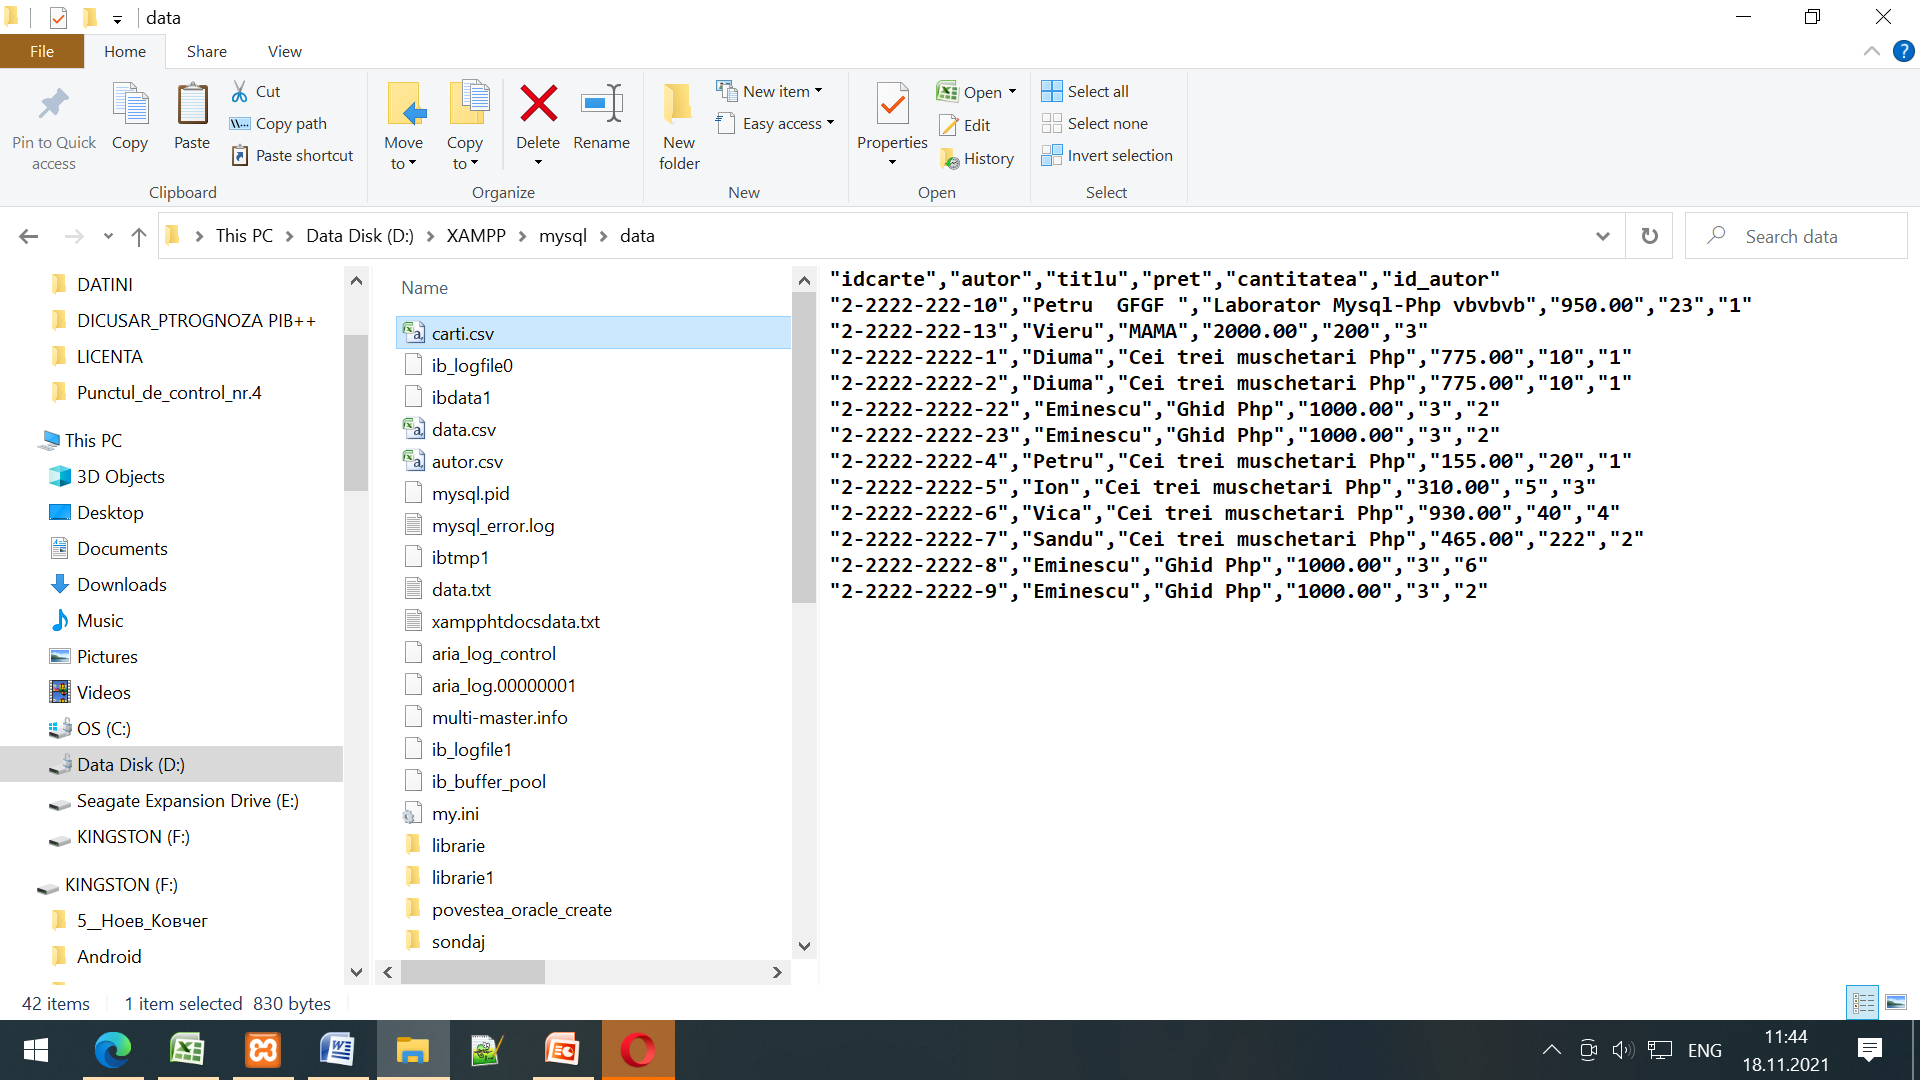 data
File
Home
Share
View
Pin to Quick access
Copy
Paste
Cut
Copy path
Paste shortcut
Clipboard
Move to
Copy to
Delete
Rename
Organize
New folder
New item
Easy access
New
Properties
Open
Edit
History
Open
Select all
Select none
Invert selection
Select
This PC
Data Disk (D:)
XAMPP
mysql
data
Search data
DATINI
DICUSAR_PTROGNOZA PIB++
LICENTA
Punctul_de_control_nr.4
This PC
3D Objects
Desktop
Documents
Downloads
Music
Pictures
Videos
OS (C:)
Data Disk (D:)
Seagate Expansion Drive (E:)
KINGSTON (F:)
KINGSTON (F:)
5__Ноев_Ковчег
Android
Name
carti.csv
ib_logfile0
ibdata1
data.csv
autor.csv
mysql.pid
mysql_error.log
ibtmp1
data.txt
xampphtdocsdata.txt
aria_log_control
aria_log.00000001
multi-master.info
ib_logfile1
ib_buffer_pool
my.ini
librarie
librarie1
povestea_oracle_create
sondaj
"idcarte","autor","titlu","pret","cantitatea","id_autor"
"2-2222-222-10","Petru  GFGF ","Laborator Mysql-Php vbvbvb","950.00","23","1"
"2-2222-222-13","Vieru","MAMA","2000.00","200","3"
"2-2222-2222-1","Diuma","Cei trei muschetari Php","775.00","10","1"
"2-2222-2222-2","Diuma","Cei trei muschetari Php","775.00","10","1"
"2-2222-2222-22","Eminescu","Ghid Php","1000.00","3","2"
"2-2222-2222-23","Eminescu","Ghid Php","1000.00","3","2"
"2-2222-2222-4","Petru","Cei trei muschetari Php","155.00","20","1"
"2-2222-2222-5","Ion","Cei trei muschetari Php","310.00","5","3"
"2-2222-2222-6","Vica","Cei trei muschetari Php","930.00","40","4"
"2-2222-2222-7","Sandu","Cei trei muschetari Php","465.00","222","2"
"2-2222-2222-8","Eminescu","Ghid Php","1000.00","3","6"
"2-2222-2222-9","Eminescu","Ghid Php","1000.00","3","2"
42 items
1 item selected  830 bytes
ENG
11:44
18.11.2021